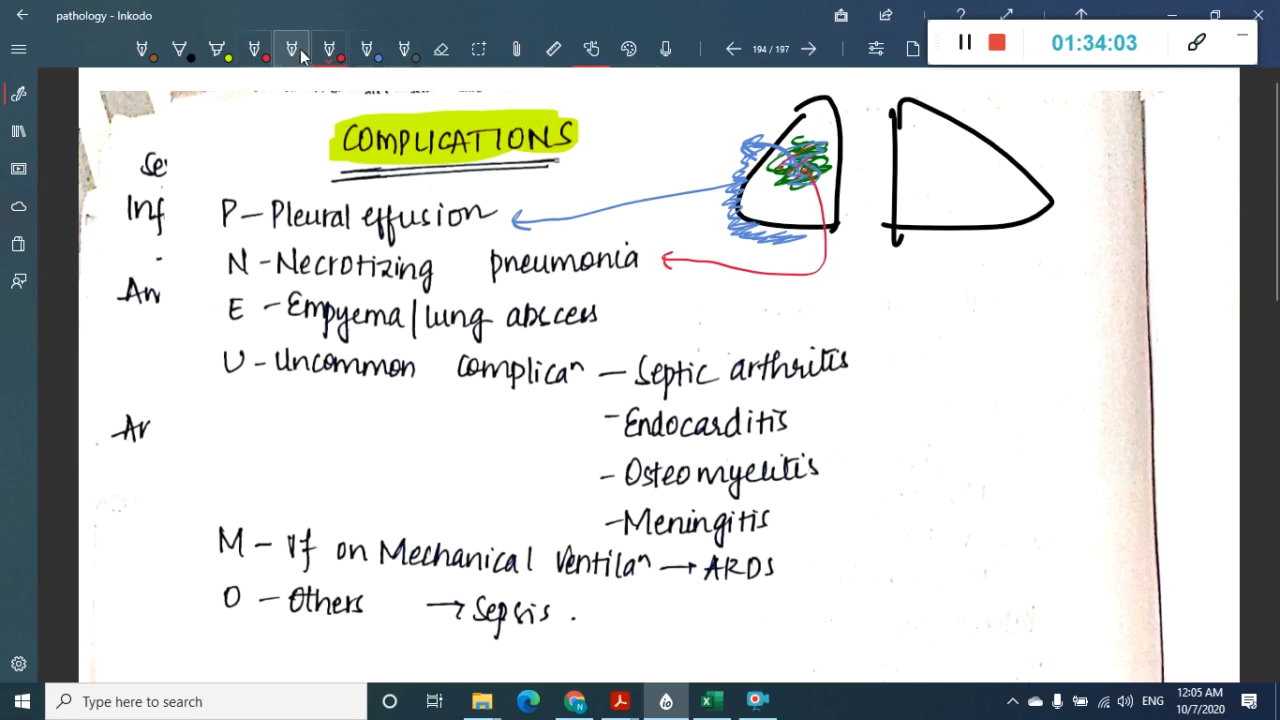 pathology - Inkodo
194 / 197
01:34:03
COMPLICATIONS
Inf
An
Ar
P - Pleural effusion
N - Necrotizing pneumonia
E - Empyema / lung abscess
U - Uncommon complicaⁿ - Septic arthritis
- Endocarditis
- Osteomyelitis
- Meningitis
M - If on Mechanical Ventilaⁿ → ARDS
O - Others → Sepsis .
Type here to search
ENG
12:05 AM
10/7/2020